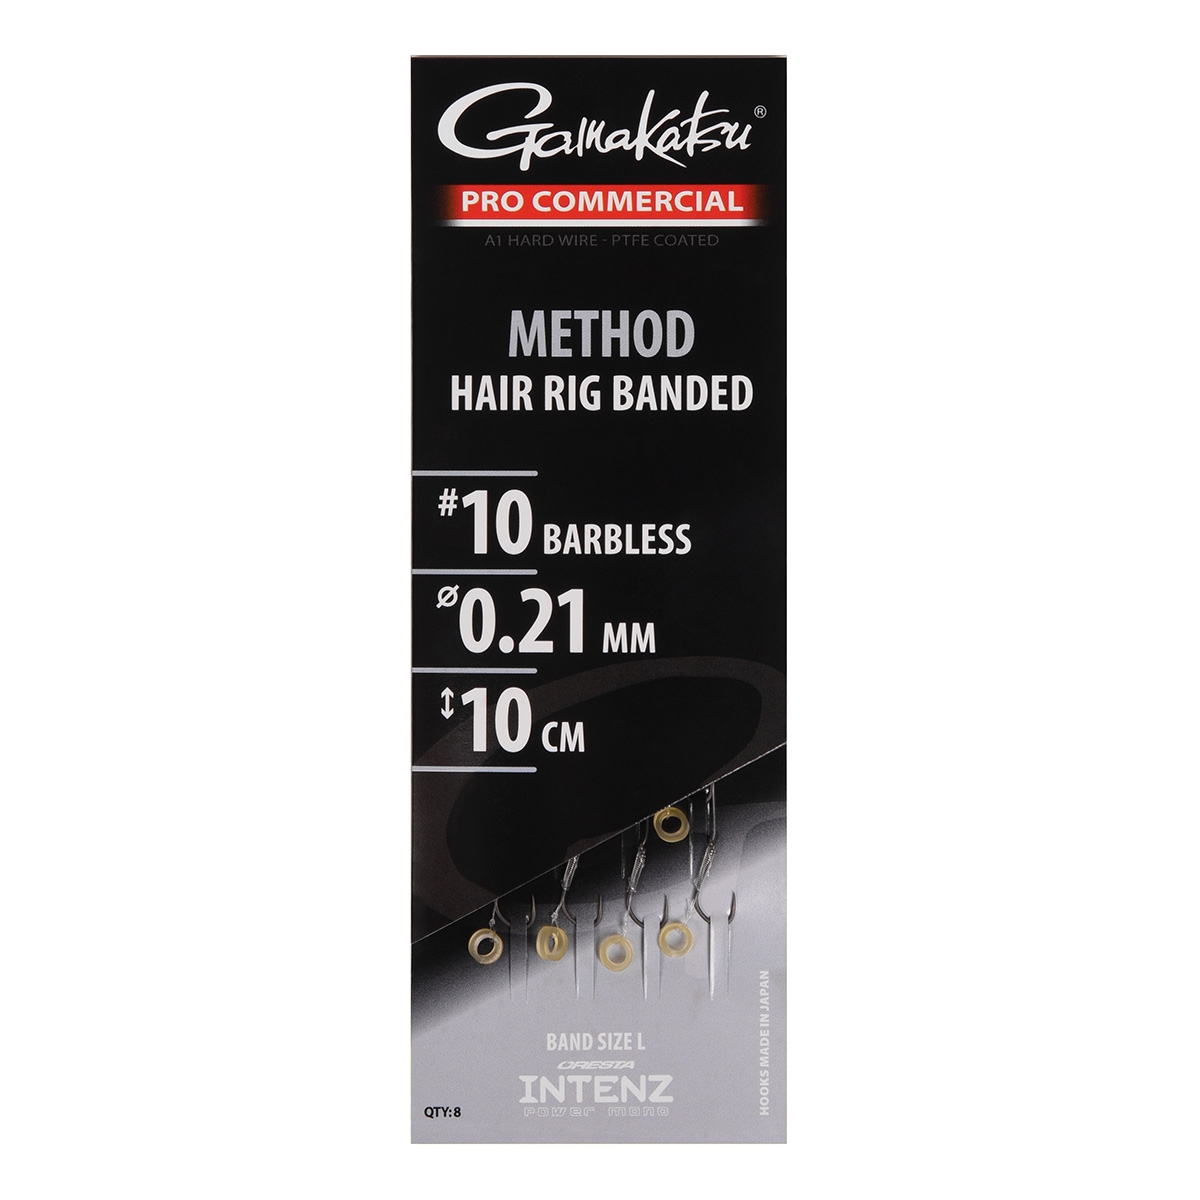 Gamakatsu®
PRO COMMERCIAL
A1 HARD WIRE - PTFE COATED
METHOD
HAIR RIG BANDED
#10 BARBLESS
Ø0.21 MM
↕10 CM
BAND SIZE L
CRESTA
INTENZ
power mono
QTY: 8
HOOKS MADE IN JAPAN